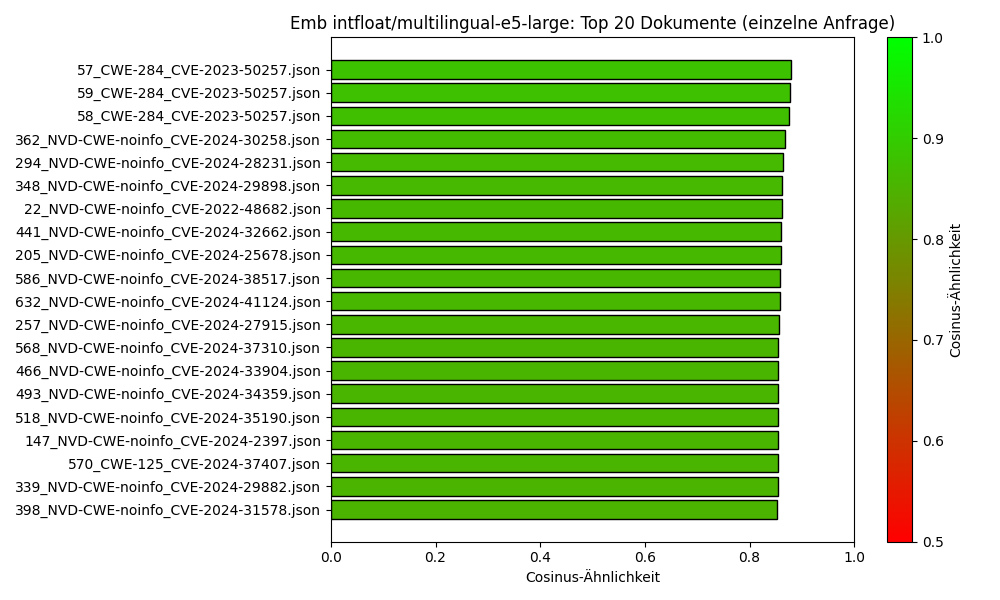 Emb intfloat/multilingual-e5-large: Top 20 Dokumente (einzelne Anfrage)
57_CWE-284_CVE-2023-50257.json
59_CWE-284_CVE-2023-50257.json
58_CWE-284_CVE-2023-50257.json
362_NVD-CWE-noinfo_CVE-2024-30258.json
294_NVD-CWE-noinfo_CVE-2024-28231.json
348_NVD-CWE-noinfo_CVE-2024-29898.json
22_NVD-CWE-noinfo_CVE-2022-48682.json
441_NVD-CWE-noinfo_CVE-2024-32662.json
205_NVD-CWE-noinfo_CVE-2024-25678.json
586_NVD-CWE-noinfo_CVE-2024-38517.json
632_NVD-CWE-noinfo_CVE-2024-41124.json
257_NVD-CWE-noinfo_CVE-2024-27915.json
568_NVD-CWE-noinfo_CVE-2024-37310.json
466_NVD-CWE-noinfo_CVE-2024-33904.json
493_NVD-CWE-noinfo_CVE-2024-34359.json
518_NVD-CWE-noinfo_CVE-2024-35190.json
147_NVD-CWE-noinfo_CVE-2024-2397.json
570_CWE-125_CVE-2024-37407.json
339_NVD-CWE-noinfo_CVE-2024-29882.json
398_NVD-CWE-noinfo_CVE-2024-31578.json
0.0 0.2 0.4 0.6 0.8 1.0
Cosinus-Ähnlichkeit
1.0
0.9
0.8
0.7
0.6
0.5
Cosinus-Ähnlichkeit